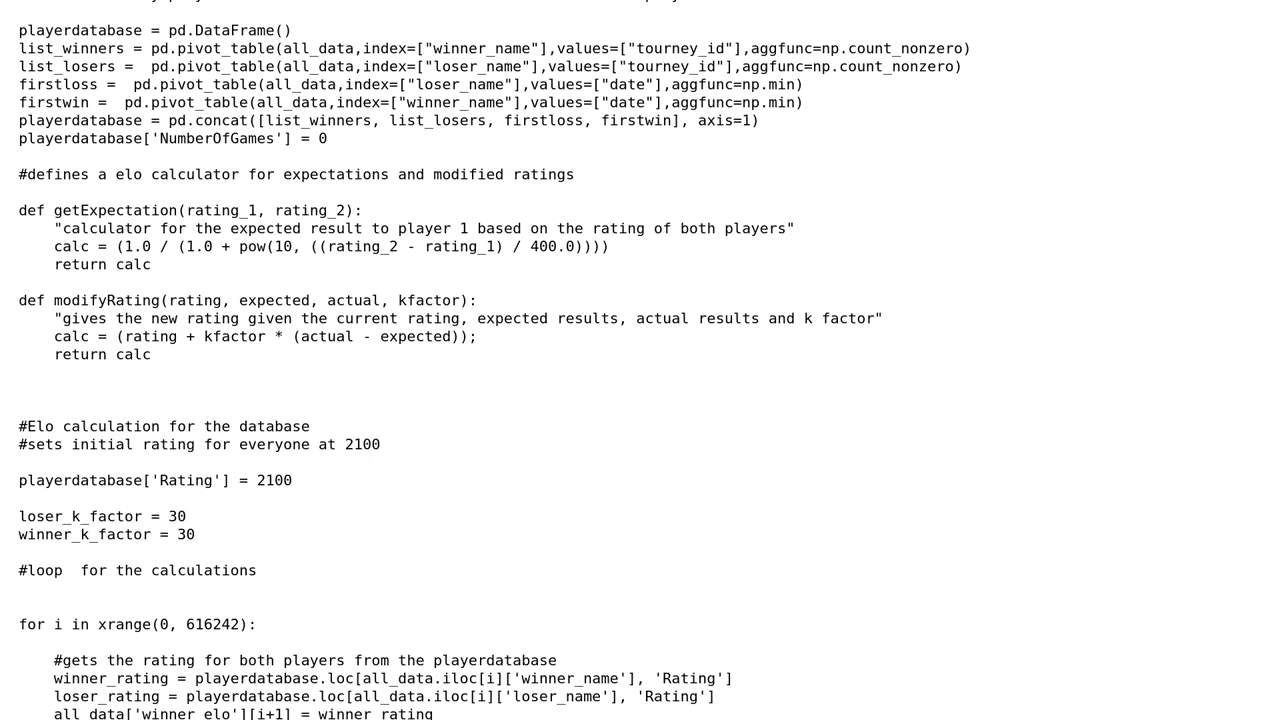 playerdatabase = pd.DataFrame()
list_winners = pd.pivot_table(all_data,index=["winner_name"],values=["tourney_id"],aggfunc=np.count_nonzero)
list_losers =  pd.pivot_table(all_data,index=["loser_name"],values=["tourney_id"],aggfunc=np.count_nonzero)
firstloss =  pd.pivot_table(all_data,index=["loser_name"],values=["date"],aggfunc=np.min)
firstwin =  pd.pivot_table(all_data,index=["winner_name"],values=["date"],aggfunc=np.min)
playerdatabase = pd.concat([list_winners, list_losers, firstloss, firstwin], axis=1)
playerdatabase['NumberOfGames'] = 0
#defines a elo calculator for expectations and modified ratings
def getExpectation(rating_1, rating_2):
    "calculator for the expected result to player 1 based on the rating of both players"
    calc = (1.0 / (1.0 + pow(10, ((rating_2 - rating_1) / 400.0))))
    return calc
def modifyRating(rating, expected, actual, kfactor):
    "gives the new rating given the current rating, expected results, actual results and k factor"
    calc = (rating + kfactor * (actual - expected));
    return calc
#Elo calculation for the database
#sets initial rating for everyone at 2100
playerdatabase['Rating'] = 2100
loser_k_factor = 30
winner_k_factor = 30
#loop  for the calculations
for i in xrange(0, 616242):
    #gets the rating for both players from the playerdatabase
    winner_rating = playerdatabase.loc[all_data.iloc[i]['winner_name'], 'Rating']
    loser_rating = playerdatabase.loc[all_data.iloc[i]['loser_name'], 'Rating']
    all_data['winner_elo'][i+1] = winner_rating